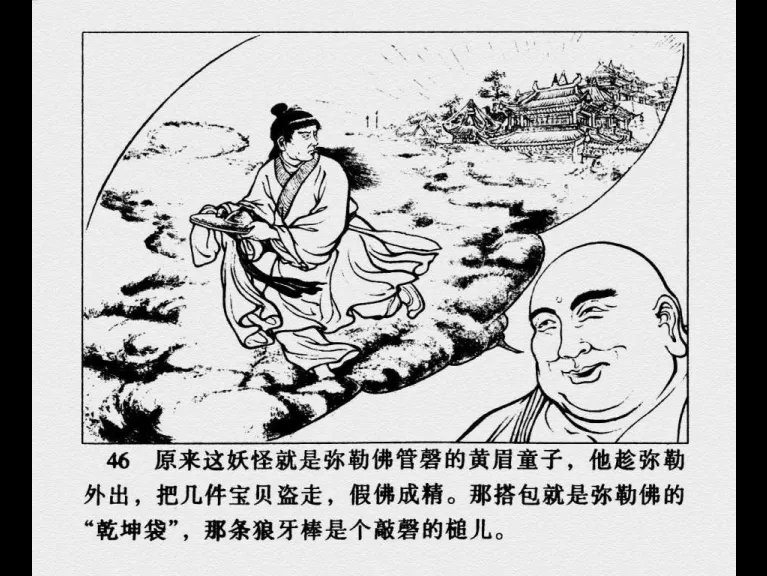 46 原来这妖怪就是弥勒佛管磬的黄眉童子，他趁弥勒
外出，把几件宝贝盗走，假佛成精。那搭包就是弥勒佛的
“乾坤袋”，那条狼牙棒是个敲磬的槌儿。